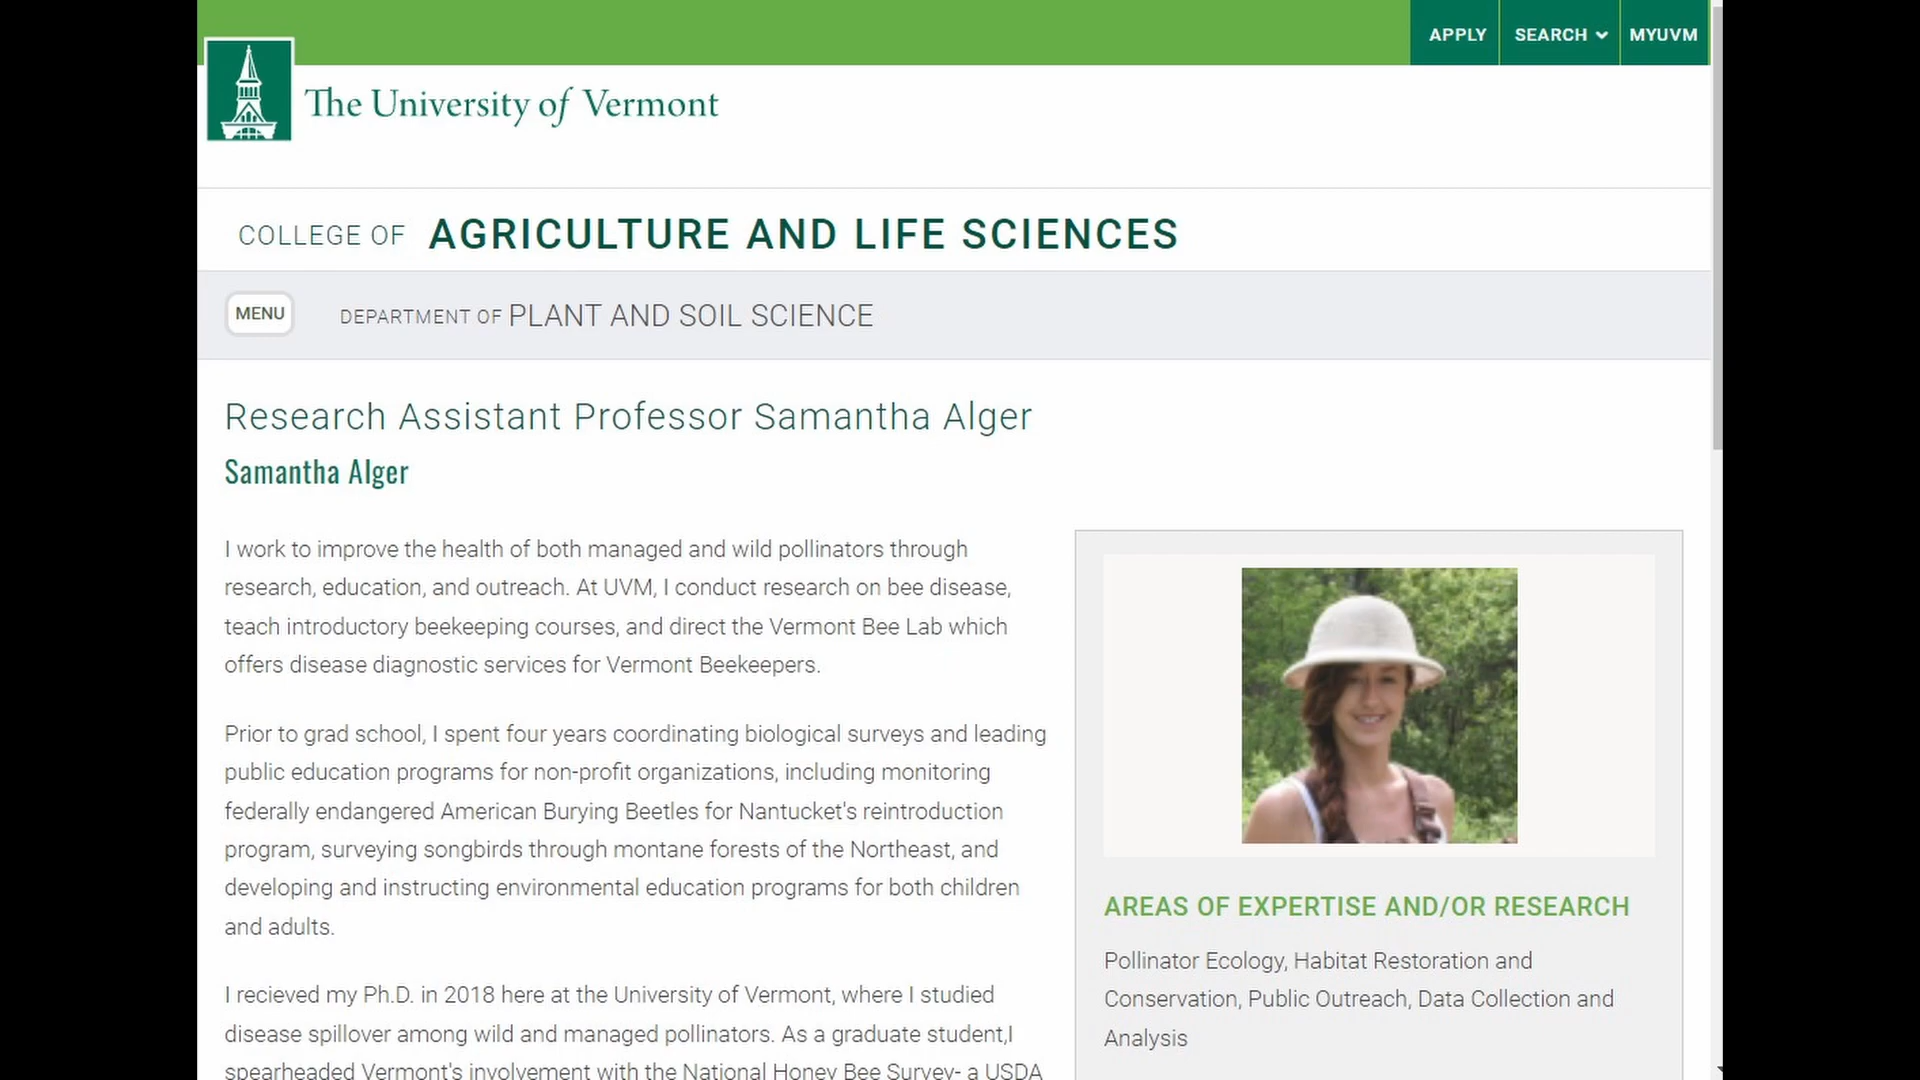 APPLY
SEARCH
MYUVM
The University of Vermont
COLLEGE OF AGRICULTURE AND LIFE SCIENCES
MENU
DEPARTMENT OF PLANT AND SOIL SCIENCE
Research Assistant Professor Samantha Alger
Samantha Alger
I work to improve the health of both managed and wild pollinators through
research, education, and outreach. At UVM, I conduct research on bee disease,
teach introductory beekeeping courses, and direct the Vermont Bee Lab which
offers disease diagnostic services for Vermont Beekeepers.
Prior to grad school, I spent four years coordinating biological surveys and leading
public education programs for non-profit organizations, including monitoring
federally endangered American Burying Beetles for Nantucket's reintroduction
program, surveying songbirds through montane forests of the Northeast, and
developing and instructing environmental education programs for both children
and adults.
I recieved my Ph.D. in 2018 here at the University of Vermont, where I studied
disease spillover among wild and managed pollinators. As a graduate student,I
spearheaded Vermont's involvement with the National Honey Bee Survey- a USDA
AREAS OF EXPERTISE AND/OR RESEARCH
Pollinator Ecology, Habitat Restoration and
Conservation, Public Outreach, Data Collection and
Analysis